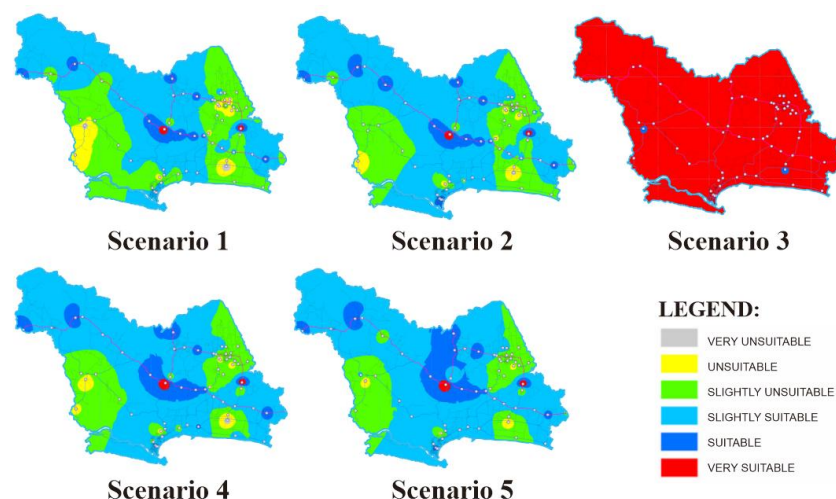 Scenario 1
Scenario 2
Scenario 3
Scenario 4
Scenario 5
LEGEND:
VERY UNSUITABLE
UNSUITABLE
SLIGHTLY UNSUITABLE
SLIGHTLY SUITABLE
SUITABLE
VERY SUITABLE